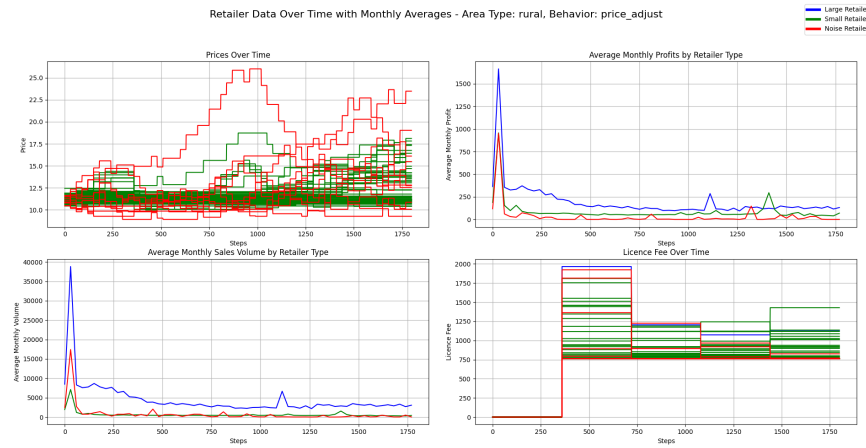 Retailer Data Over Time with Monthly Averages - Area Type: rural, Behavior: price_adjust
Large Retaile
Small Retaile
Noise Retaile
Prices Over Time
Price
25.0
22.5
20.0
17.5
15.0
12.5
10.0
0 250 500 750 1000 1250 1500 1750
Steps
Average Monthly Profits by Retailer Type
Average Monthly Profit
1500
1250
1000
750
500
250
0
0 250 500 750 1000 1250 1500 1750
Steps
Average Monthly Sales Volume by Retailer Type
Average Monthly Volume
40000
35000
30000
25000
20000
15000
10000
5000
0
0 250 500 750 1000 1250 1500 1750
Steps
Licence Fee Over Time
Licence Fee
2000
1750
1500
1250
1000
750
500
250
0
0 250 500 750 1000 1250 1500 1750
Steps